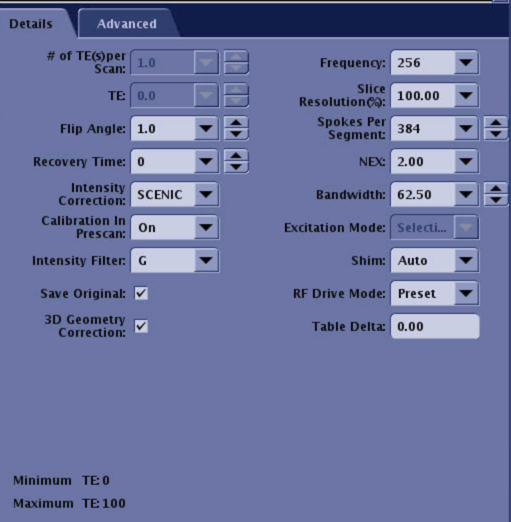 Details Advanced
# of TE(s)per
Scan: 1.0
TE: 0.0
Flip Angle: 1.0
Recovery Time: 0
Intensity
Correction: SCENIC
Calibration In
Prescan: On
Intensity Filter: G
Save Original:
3D Geometry
Correction:
Frequency: 256
Slice
Resolution(%): 100.00
Spokes Per
Segment: 384
NEX: 2.00
Bandwidth: 62.50
Excitation Mode: Selecti...
Shim: Auto
RF Drive Mode: Preset
Table Delta: 0.00
Minimum TE: 0
Maximum TE: 100